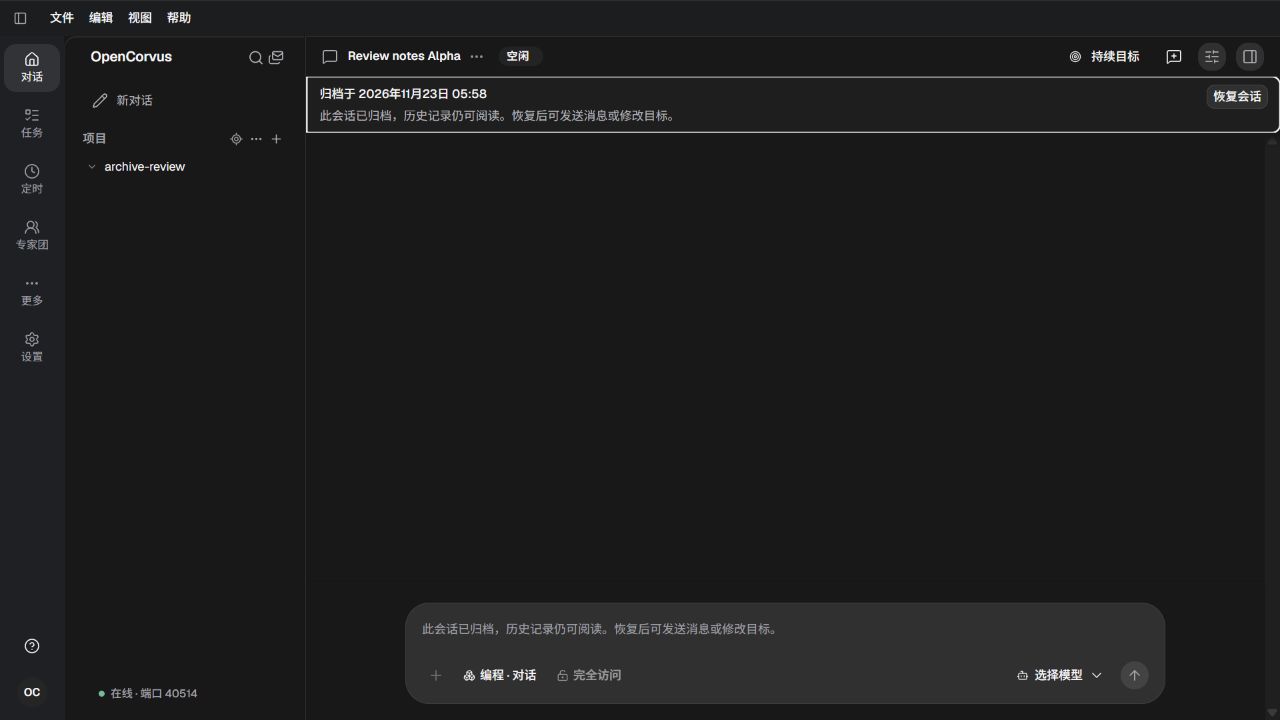 文件 编辑 视图 帮助
对话
任务
定时
专家团
更多
设置
OC
OpenCorvus
新对话
项目
archive-review
在线 · 端口 40514
Review notes Alpha 空闲 持续目标
归档于 2026年11月23日 05:58
此会话已归档，历史记录仍可阅读。恢复后可发送消息或修改目标。
恢复会话
此会话已归档，历史记录仍可阅读。恢复后可发送消息或修改目标。
编程 · 对话 完全访问 选择模型